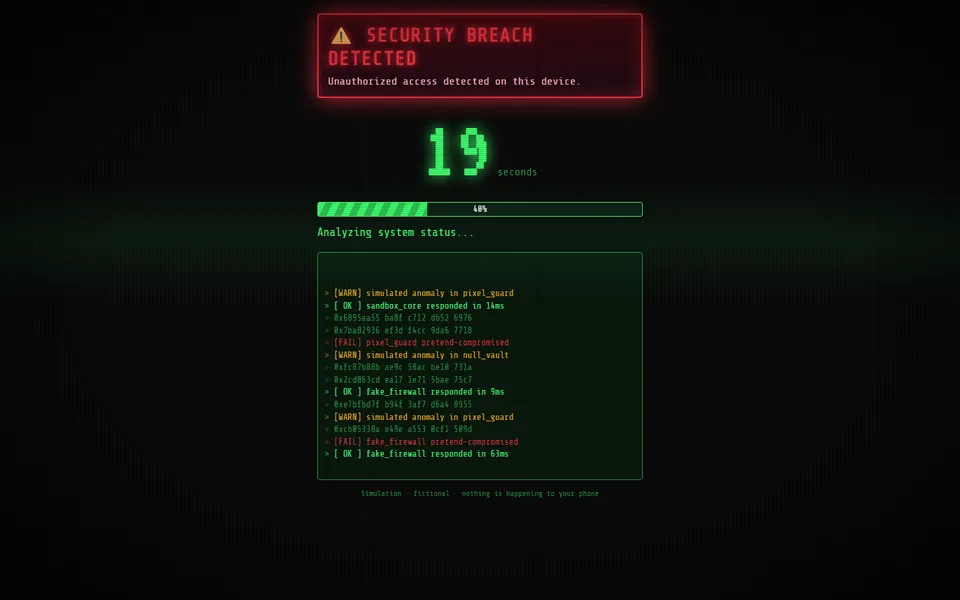 ⚠ SECURITY BREACH
DETECTED
Unauthorized access detected on this device.
19 seconds
40%
Analyzing system status...
> [WARN] simulated anomaly in pixel_guard
> [ OK ] sandbox_core responded in 14ms
> 0x6895aa55 ba8f c712 db52 6976
> 0x7ba82936 ef3d f4cc 9da6 7718
> [FAIL] pixel_guard pretend-compromised
> [WARN] simulated anomaly in null_vault
> 0xfc87b88b ae9c 58ac be10 731a
> 0x2cd063cd ea17 1e71 5bae 75c7
> [ OK ] fake_firewall responded in 9ms
> 0xe7bfbd7f b94f 3af7 d6a4 8955
> [WARN] simulated anomaly in pixel_guard
> 0xcb05338a e49e a553 0cf1 509d
> [FAIL] fake_firewall pretend-compromised
> [ OK ] fake_firewall responded in 63ms
Simulation · fictional · nothing is happening to your phone